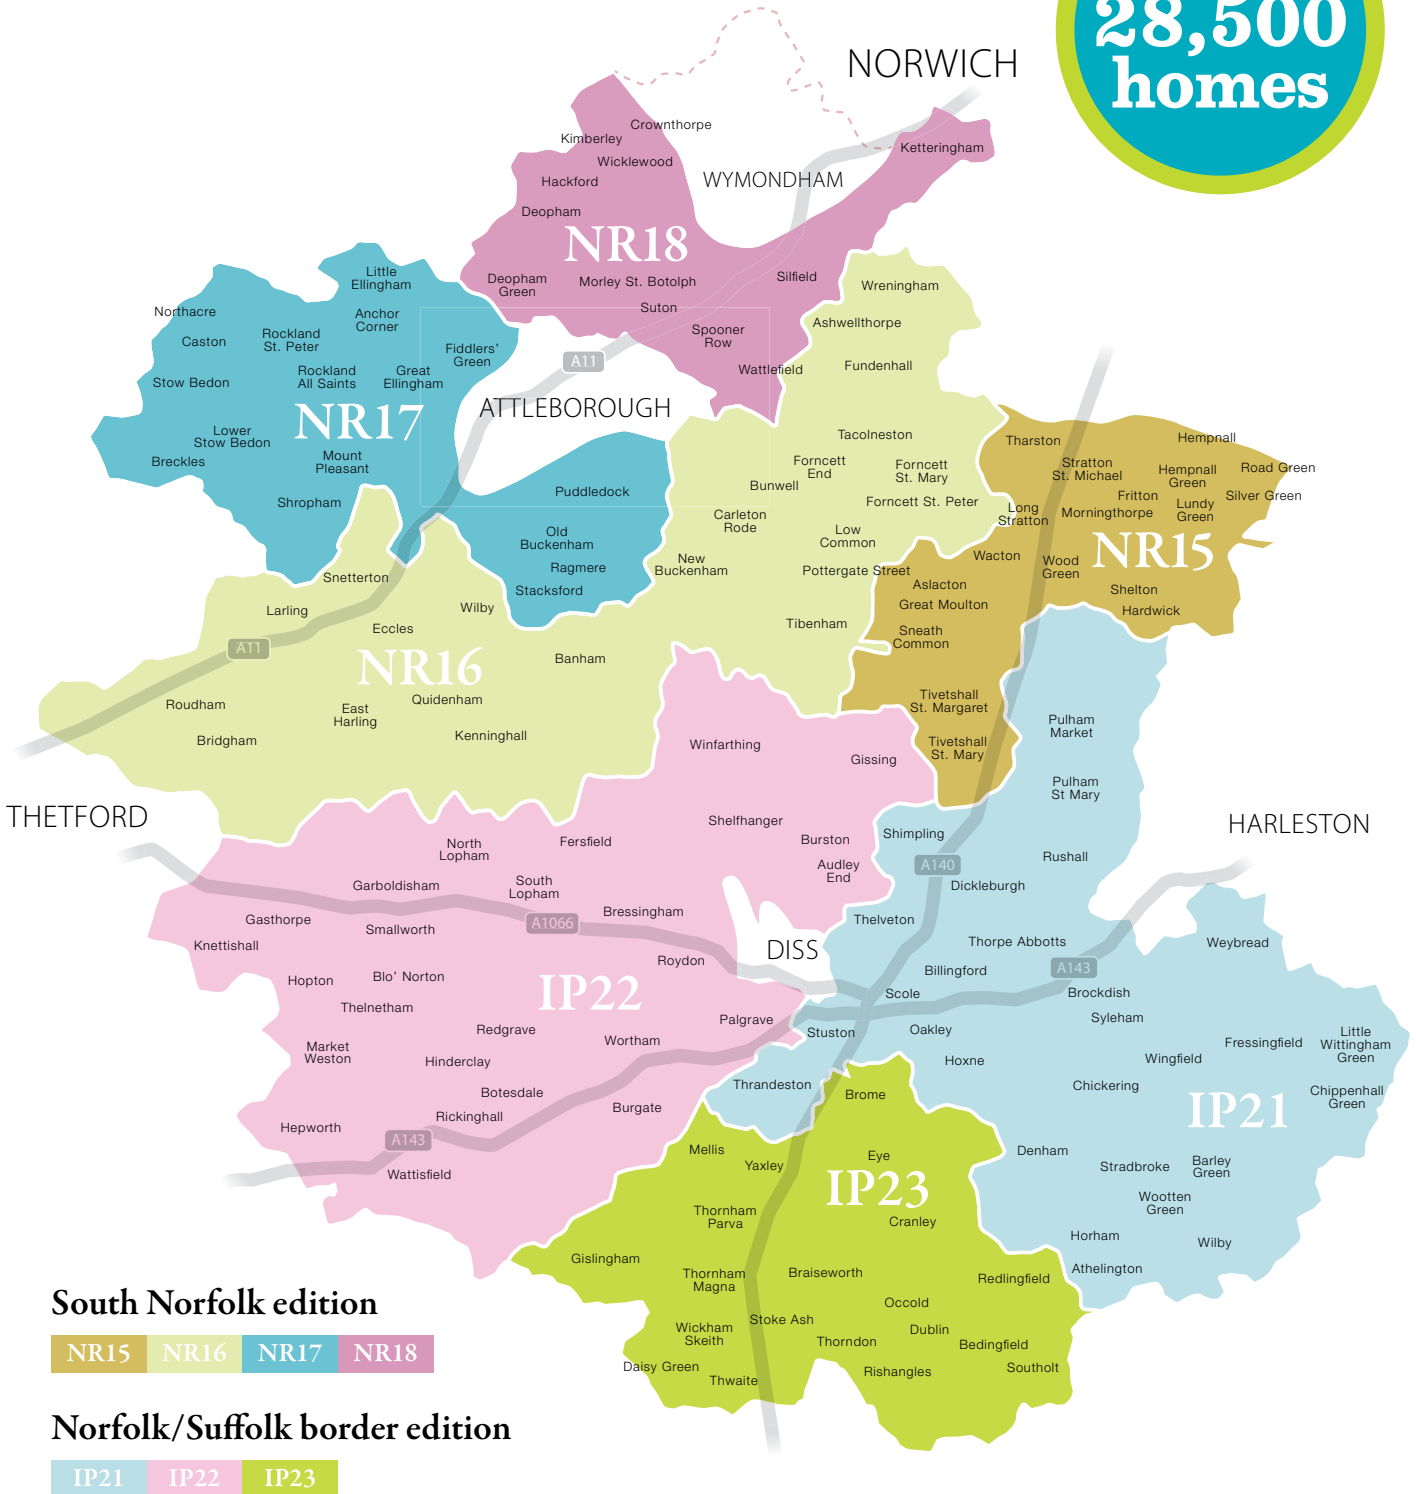 28,500
homes
NORWICH
Crownthorpe
Kimberley
Ketteringham
Wicklewood
WYMONDHAM
Hackford
Deopham
NR18
Deopham
Green
Morley St. Botolph
Silfield
Suton
Spooner
Row
Wattlefield
A11
Little
Ellingham
Northacre
Anchor
Corner
Caston
Rockland
St. Peter
Fiddlers'
Green
Stow Bedon
Rockland
All Saints
Great
Ellingham
NR17
ATTLEBOROUGH
Lower
Stow Bedon
Breckles
Mount
Pleasant
Shropham
Puddledock
Old
Buckenham
Ragmere
Stacksford
Wreningham
Ashwellthorpe
Fundenhall
Tacolneston
Forncett
End
Forncett
St. Mary
Bunwell
Forncett St. Peter
Carleton
Rode
Low
Common
New
Buckenham
Pottergate Street
Tibenham
Snetterton
Larling
Wilby
Eccles
A11
NR16
Banham
Roudham
East
Harling
Quidenham
Bridgham
Kenninghall
Tharston
Hempnall
Stratton
St. Michael
Hempnall
Green
Road Green
Fritton
Silver Green
Long
Stratton
Morningthorpe
Lundy
Green
NR15
Wacton
Wood
Green
Aslacton
Shelton
Great Moulton
Hardwick
Sneath
Common
Tivetshall
St. Margaret
Tivetshall
St. Mary
Pulham
Market
Pulham
St Mary
THETFORD
HARLESTON
Winfarthing
Gissing
Shelfhanger
Burston
Audley
End
North
Lopham
Fersfield
Garboldisham
South
Lopham
Gasthorpe
Smallworth
A1066
Bressingham
Knettishall
Roydon
DISS
Hopton
Blo' Norton
IP22
Thelnetham
Redgrave
Palgrave
Market
Weston
Hinderclay
Wortham
Botesdale
Rickinghall
Burgate
Hepworth
A143
Wattisfield
Shimpling
A140
Rushall
Dickleburgh
Thelveton
Thorpe Abbotts
Weybread
Billingford
A143
Scole
Brockdish
Syleham
Stuston
Oakley
Fressingfield
Little
Wittingham
Green
Hoxne
Wingfield
Thrandeston
Chickering
Chippenhall
Green
IP21
Denham
Stradbroke
Barley
Green
Wootten
Green
Horham
Wilby
Athelington
Brome
Mellis
Yaxley
Eye
IP23
Thornham
Parva
Cranley
Gislingham
Thornham
Magna
Braiseworth
Redlingfield
Occold
Stoke Ash
Wickham
Skeith
Dublin
Thorndon
Bedingfield
Daisy Green
Thwaite
Rishangles
Southolt
South Norfolk edition
NR15 NR16 NR17 NR18
Norfolk/Suffolk border edition
IP21 IP22 IP23